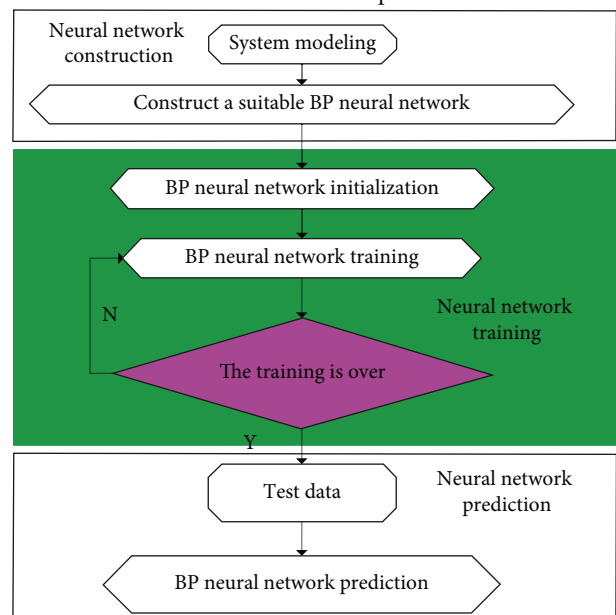 Neural network
construction
System modeling
Construct a suitable BP neural network
BP neural network initialization
BP neural network training
N
Neural network
training
The training is over
Y
Test data
Neural network
prediction
BP neural network prediction